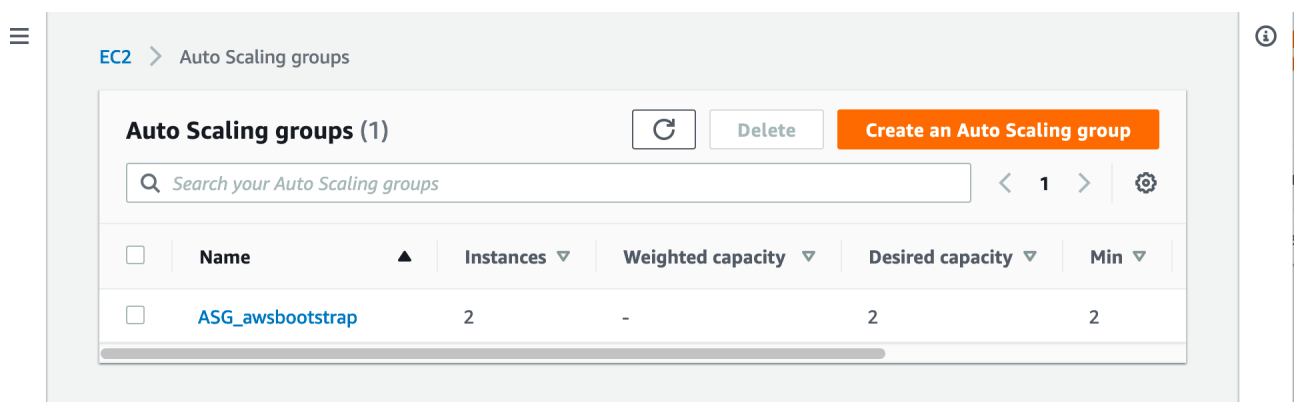 EC2 > Auto Scaling groups
Auto Scaling groups (1)
Delete
Create an Auto Scaling group
Search your Auto Scaling groups
1
Name Instances Weighted capacity Desired capacity Min
ASG_awsbootstrap 2 - 2 2